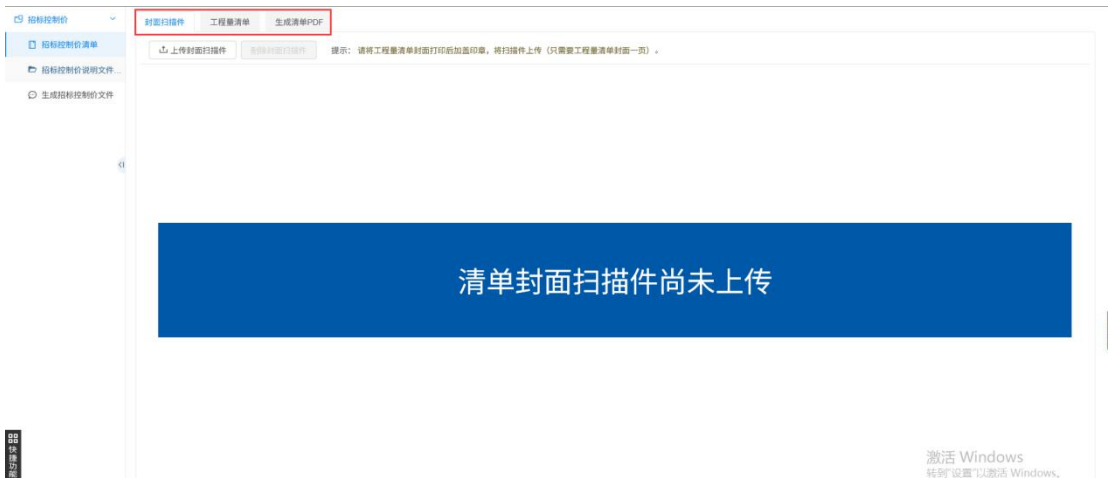 招标控制价
招标控制价清单
招标控制价说明文件...
生成招标控制价文件
封面扫描件 工程量清单 生成清单PDF
上传封面扫描件 删除封面扫描件 提示: 请将工程量清单封面打印后加盖印章，将扫描件上传（只需要工程量清单封面一页）。
清单封面扫描件尚未上传
快捷功能
激活 Windows
转到"设置"以激活 Windows。